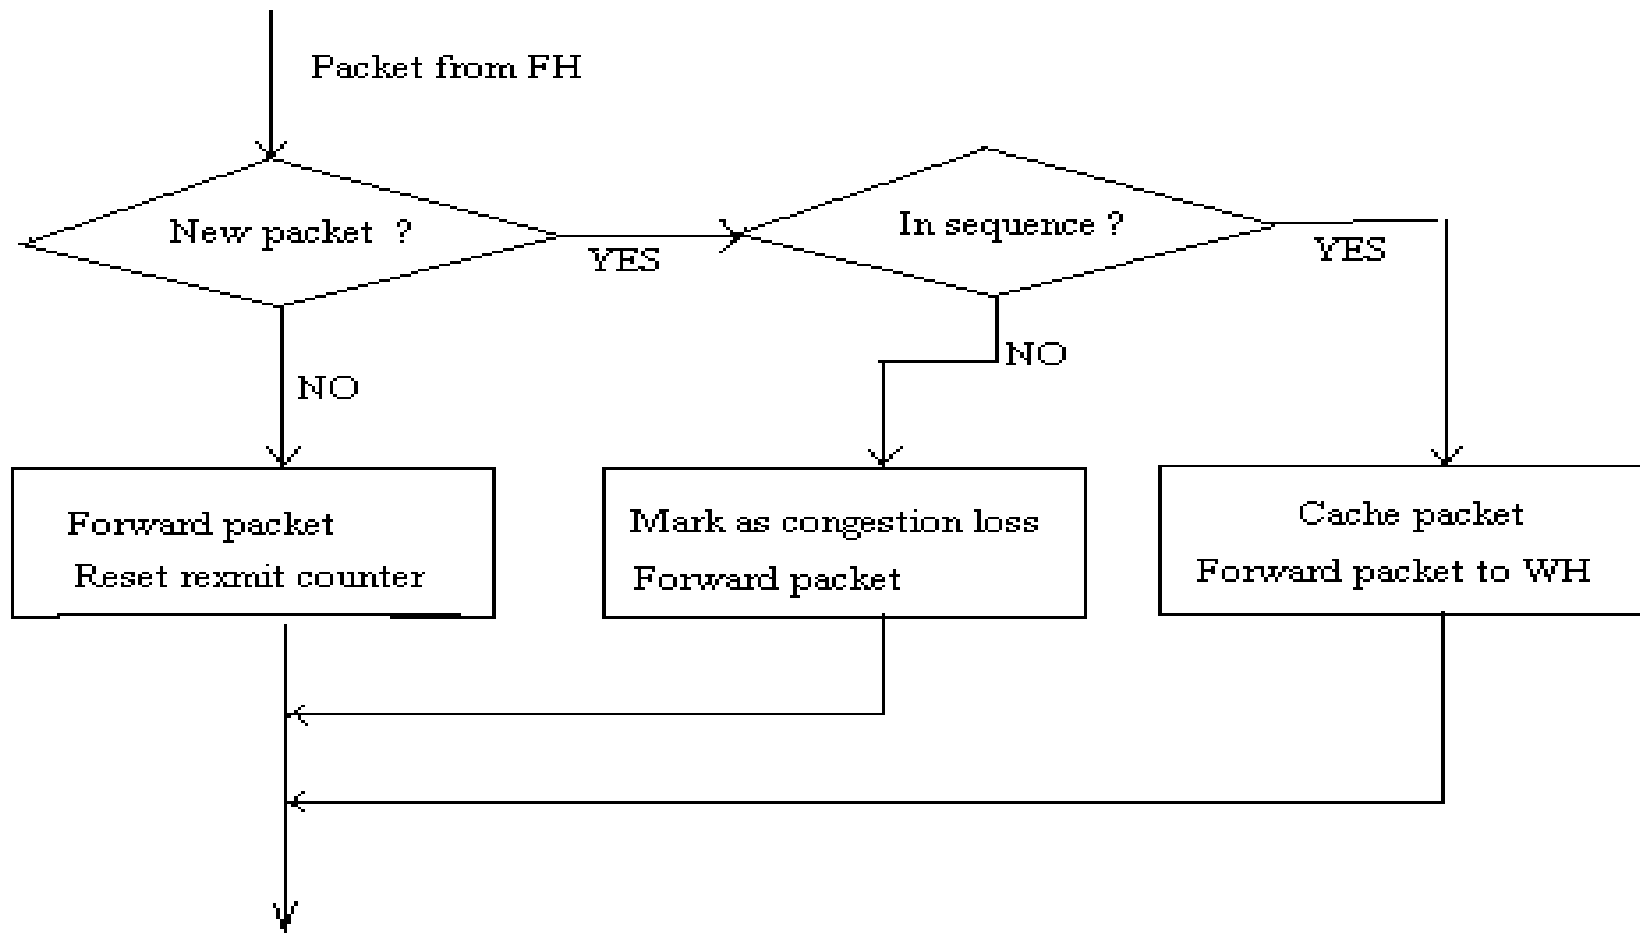 Packet from FH
New packet ?
YES
In sequence ?
YES
NO
NO
Forward packet
Reset rexmit counter
Mark as congestion loss
Forward packet
Cache packet
Forward packet to WH